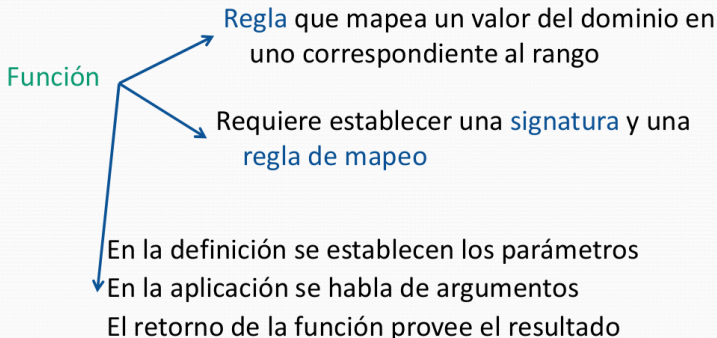 Regla que mapea un valor del dominio en
uno correspondiente al rango
Función
Requiere establecer una signatura y una
regla de mapeo
En la definición se establecen los parámetros
En la aplicación se habla de argumentos
El retorno de la función provee el resultado